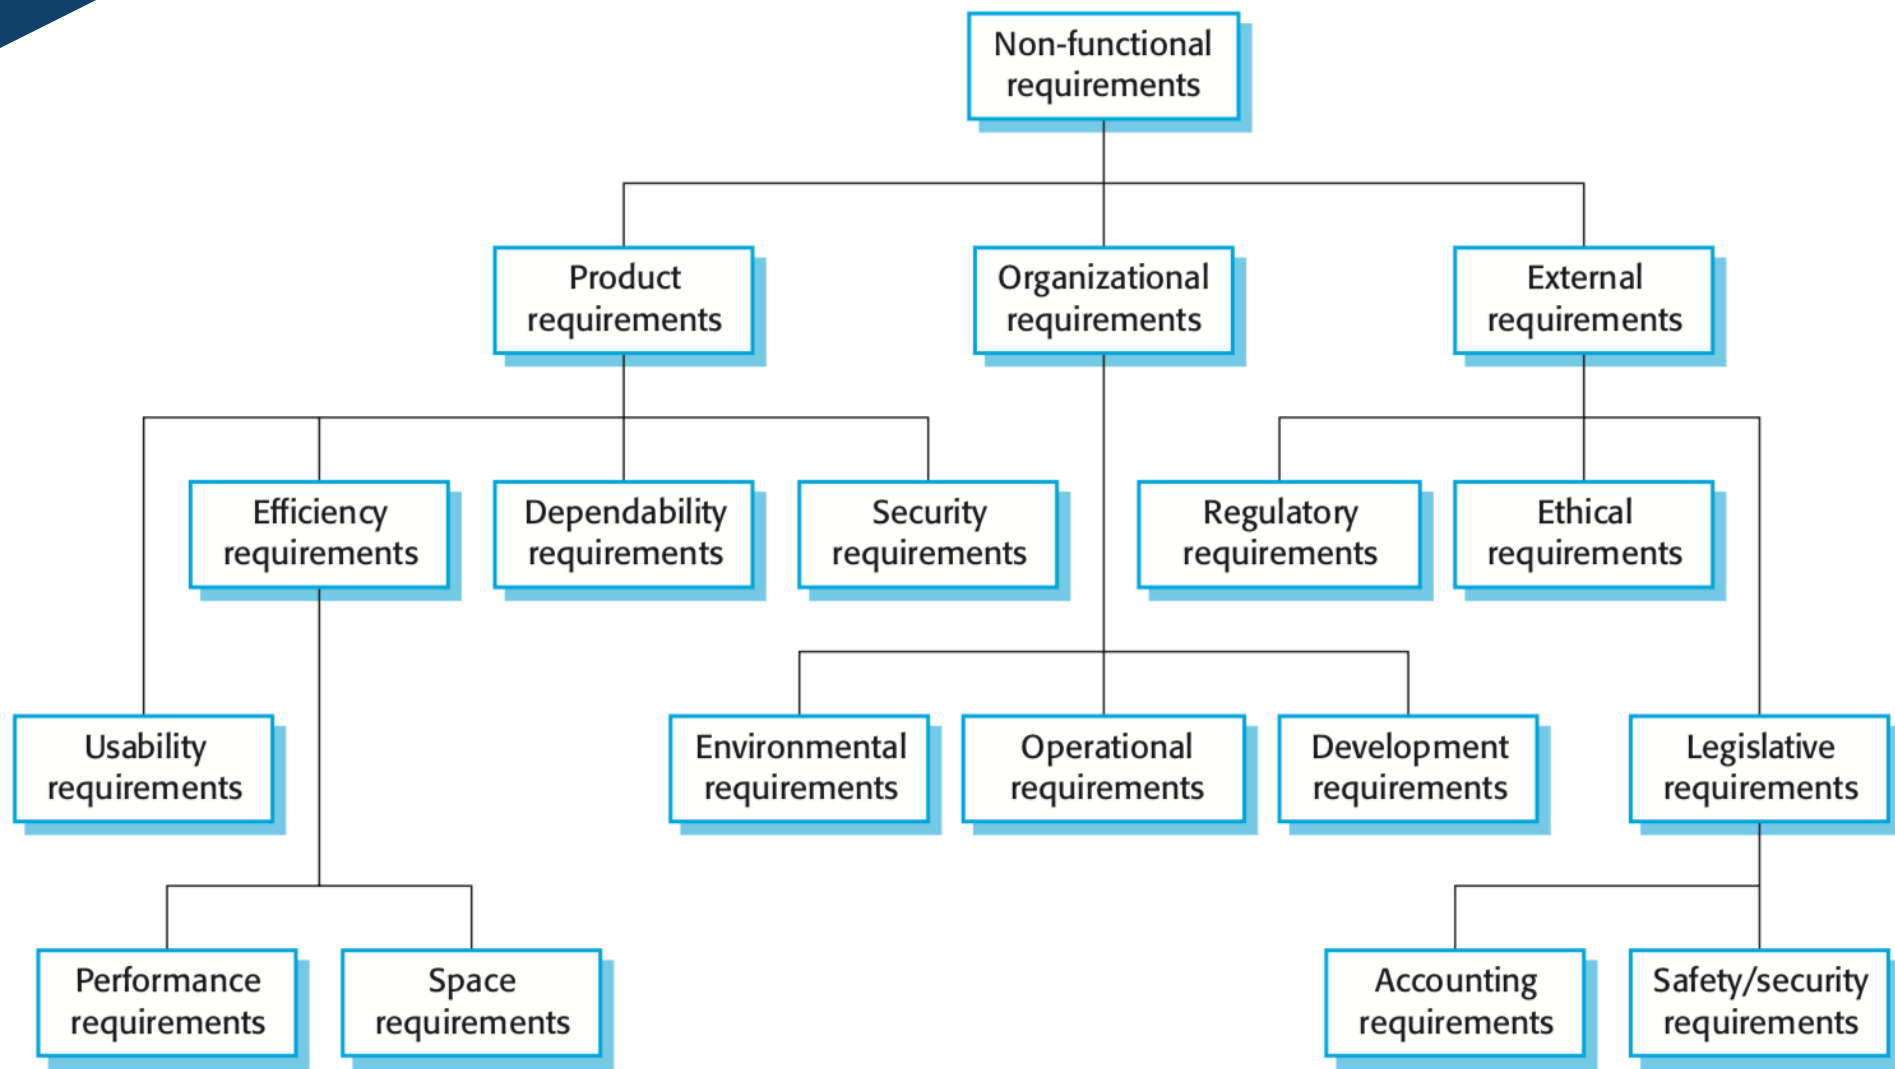 Non-functional
requirements
Product
requirements
Organizational
requirements
External
requirements
Efficiency
requirements
Dependability
requirements
Security
requirements
Regulatory
requirements
Ethical
requirements
Usability
requirements
Environmental
requirements
Operational
requirements
Development
requirements
Legislative
requirements
Performance
requirements
Space
requirements
Accounting
requirements
Safety/security
requirements